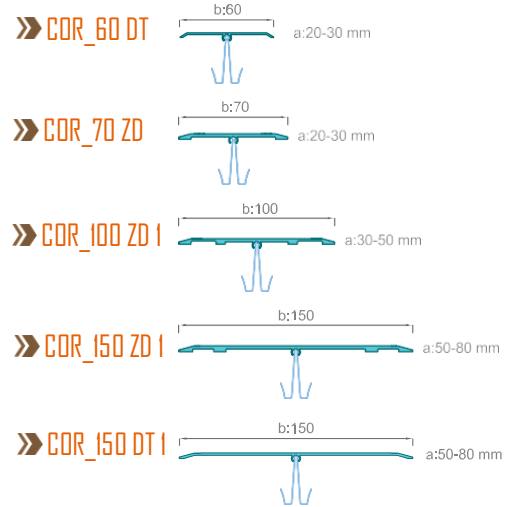 b:60
COR_60 DT
a:20-30 mm
b:70
COR_70 ZD
a:20-30 mm
b:100
COR_100 ZD 1
a:30-50 mm
b:150
COR_150 ZD 1
a:50-80 mm
b:150
COR_150 DT 1
a:50-80 mm